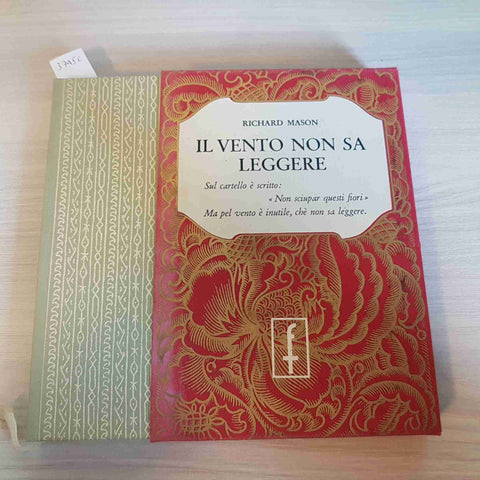 3745C
RICHARD MASON
IL VENTO NON SA
LEGGERE
Sul cartello è scritto:
« Non sciupar questi fiori »
Ma pel vento è inutile, chè non sa leggere.
f